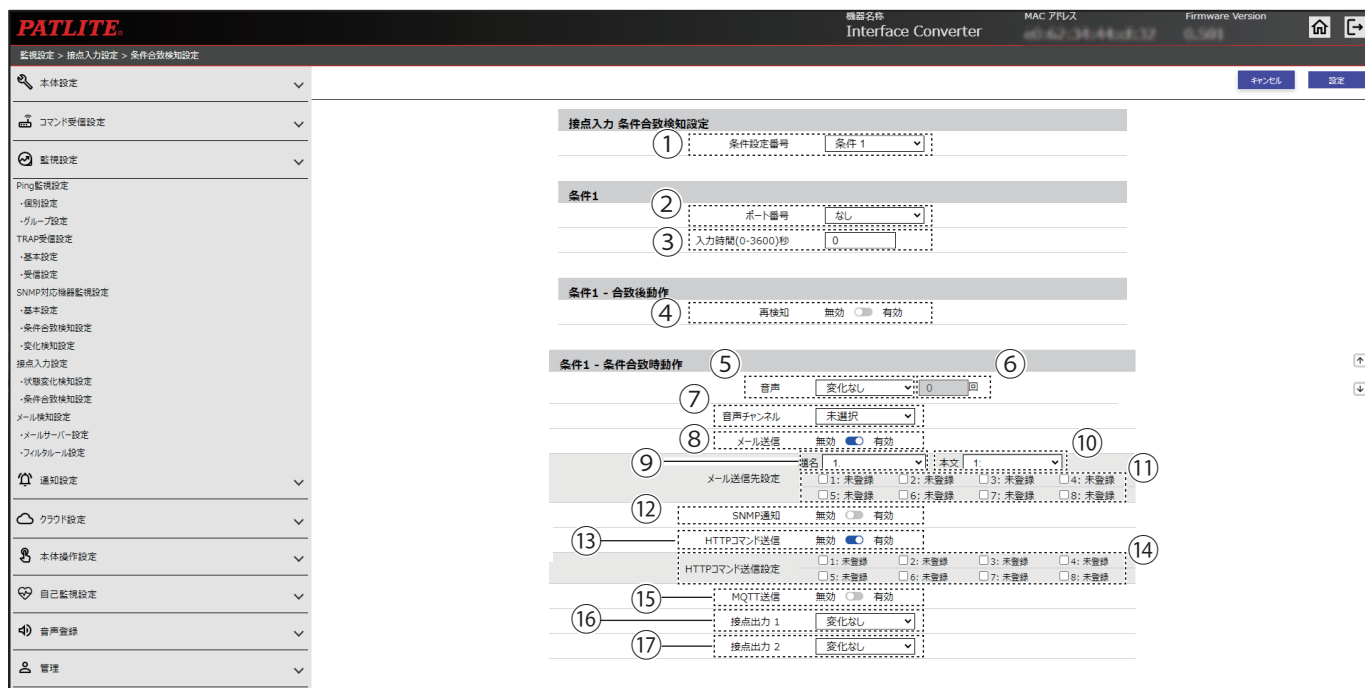 PATLITE®
機器名称
Interface Converter
MAC アドレス
Firmware Version
0.501
監視設定 > 接点入力設定 > 条件合致検知設定
キャンセル
設定
本体設定
コマンド受信設定
監視設定
Ping監視設定
・個別設定
・グループ設定
TRAP受信設定
・基本設定
・受信設定
SNMP対応機器監視設定
・基本設定
・条件合致検知設定
・変化検知設定
接点入力設定
・状態変化検知設定
・条件合致検知設定
メール検知設定
・メールサーバー設定
・フィルタルール設定
通知設定
クラウド設定
本体操作設定
自己監視設定
音声登録
管理
接点入力 条件合致検知設定
① 条件設定番号 条件 1
条件1
② ポート番号 なし
③ 入力時間(0-3600)秒 0
条件1 - 合致後動作
④ 再検知 無効 有効
条件1 - 条件合致時動作
⑤ ⑥
音声 変化なし 0 回
⑦ 音声チャンネル 未選択
⑧ メール送信 無効 有効
⑨ 題名 1: 本文 1: ⑩
メール送信先設定 1: 未登録 2: 未登録 3: 未登録 4: 未登録 ⑪
5: 未登録 6: 未登録 7: 未登録 8: 未登録
⑫ SNMP通知 無効 有効
⑬ HTTPコマンド送信 無効 有効
HTTPコマンド送信設定 1: 未登録 2: 未登録 3: 未登録 4: 未登録 ⑭
5: 未登録 6: 未登録 7: 未登録 8: 未登録
⑮ MQTT送信 無効 有効
⑯ 接点出力 1 変化なし
⑰ 接点出力 2 変化なし